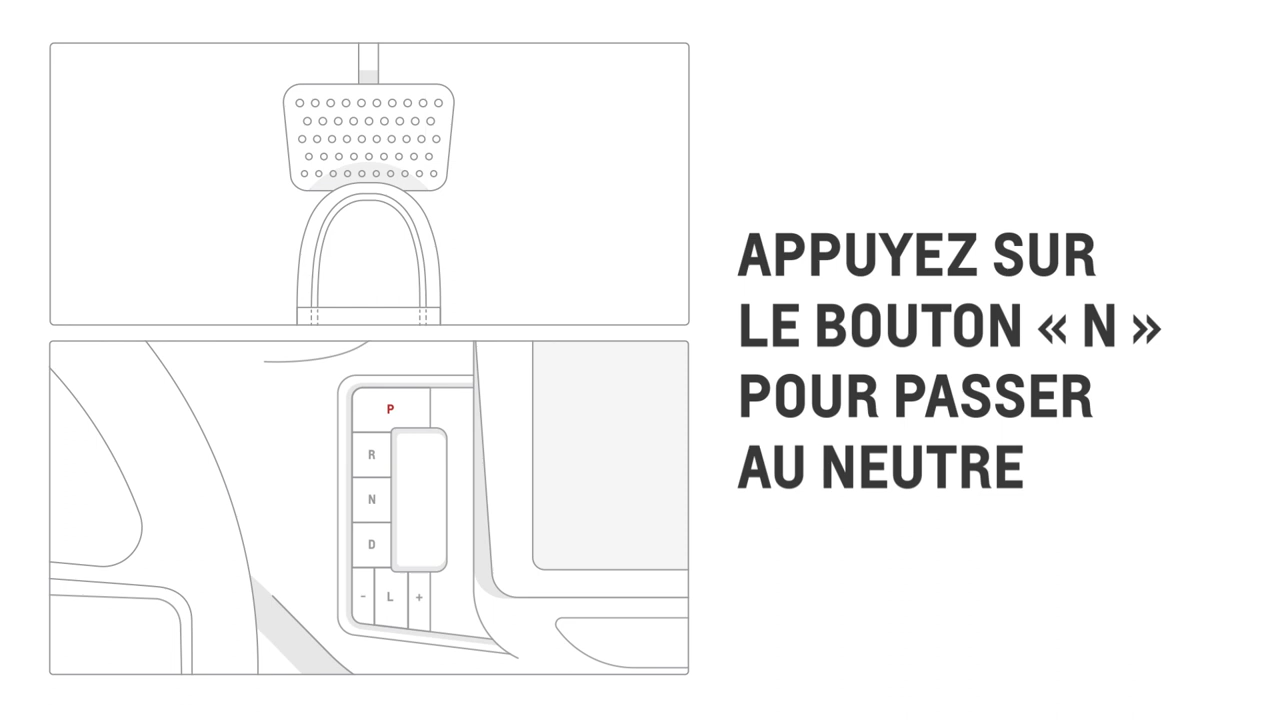 P
R
N
D
- L +
APPUYEZ SUR
LE BOUTON « N »
POUR PASSER
AU NEUTRE